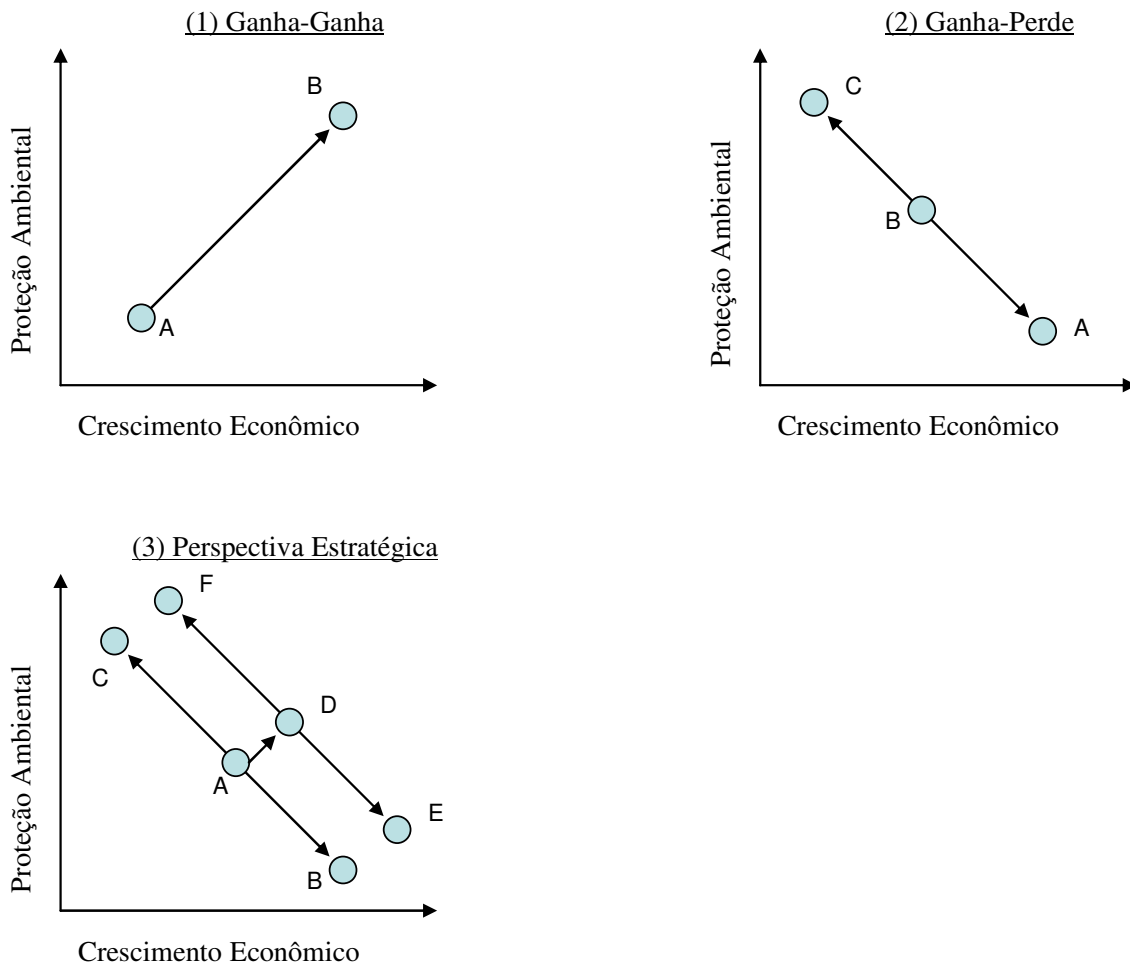 (1) Ganha-Ganha
B
A
Proteção Ambiental
Crescimento Econômico
(2) Ganha-Perde
C
B
A
Proteção Ambiental
Crescimento Econômico
(3) Perspectiva Estratégica
F
C
D
A
E
B
Proteção Ambiental
Crescimento Econômico